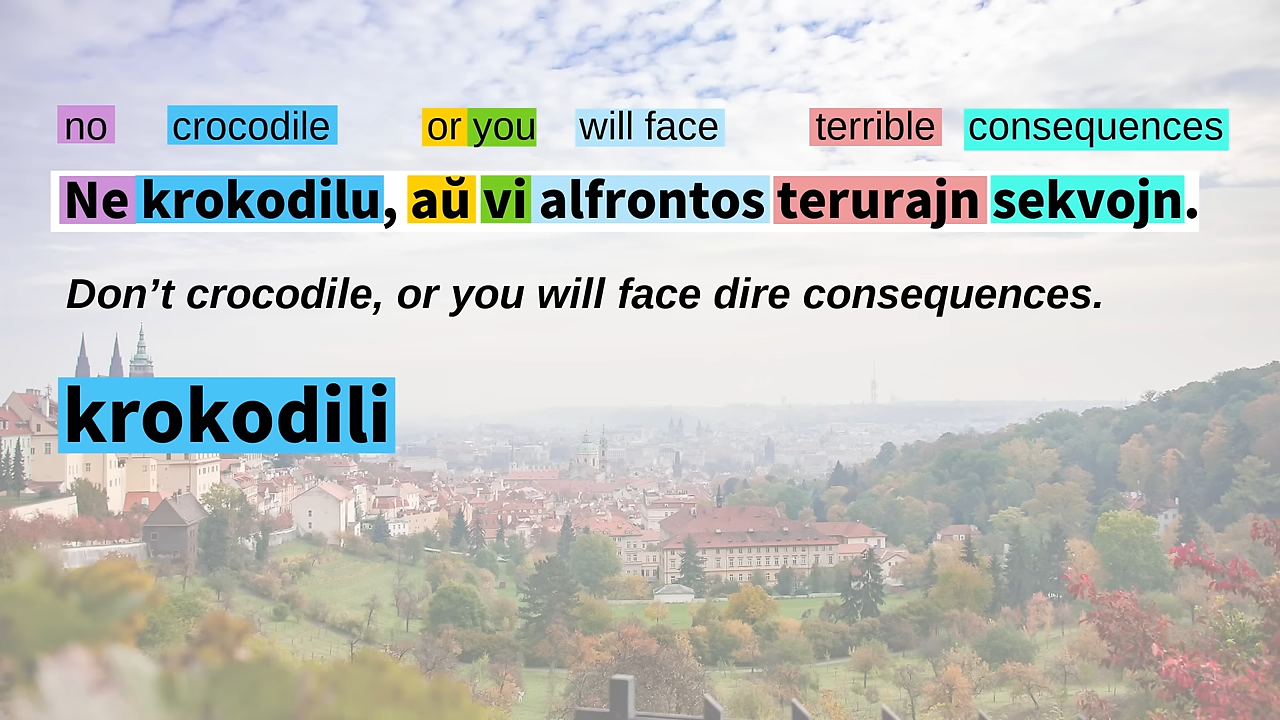 no crocodile or you will face terrible consequences
Ne krokodilu, aŭ vi alfrontos terurajn sekvojn.
Don’t crocodile, or you will face dire consequences.
krokodili